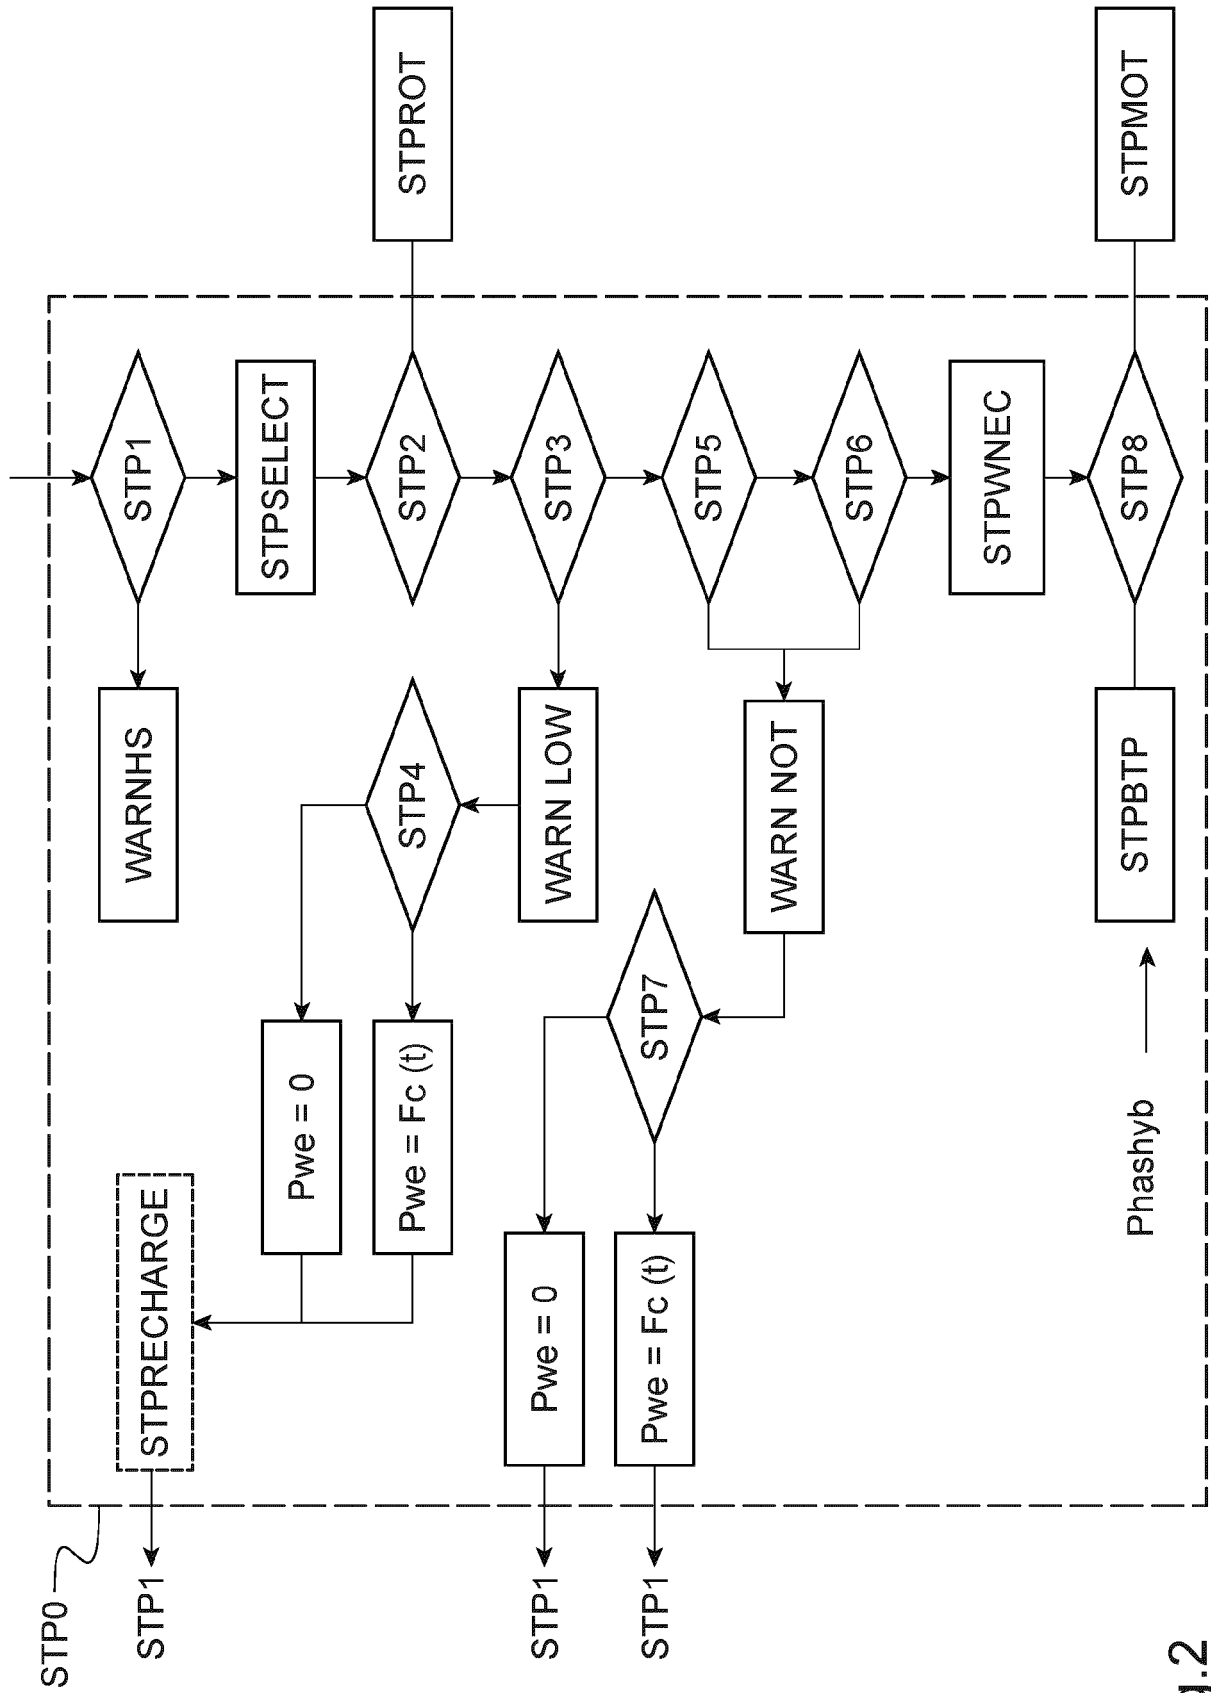 STP0
STP1
STP1
STP1
STPRECHARGE
Pwe = 0
Pwe = Fc (t)
Pwe = 0
Pwe = Fc (t)
Phashyb
WARNHS
STP4
WARN LOW
STP7
WARN NOT
STPBTP
STP1
STPSELECT
STP2
STP3
STP5
STP6
STPWNEC
STP8
STPROT
STPMOT
g.2